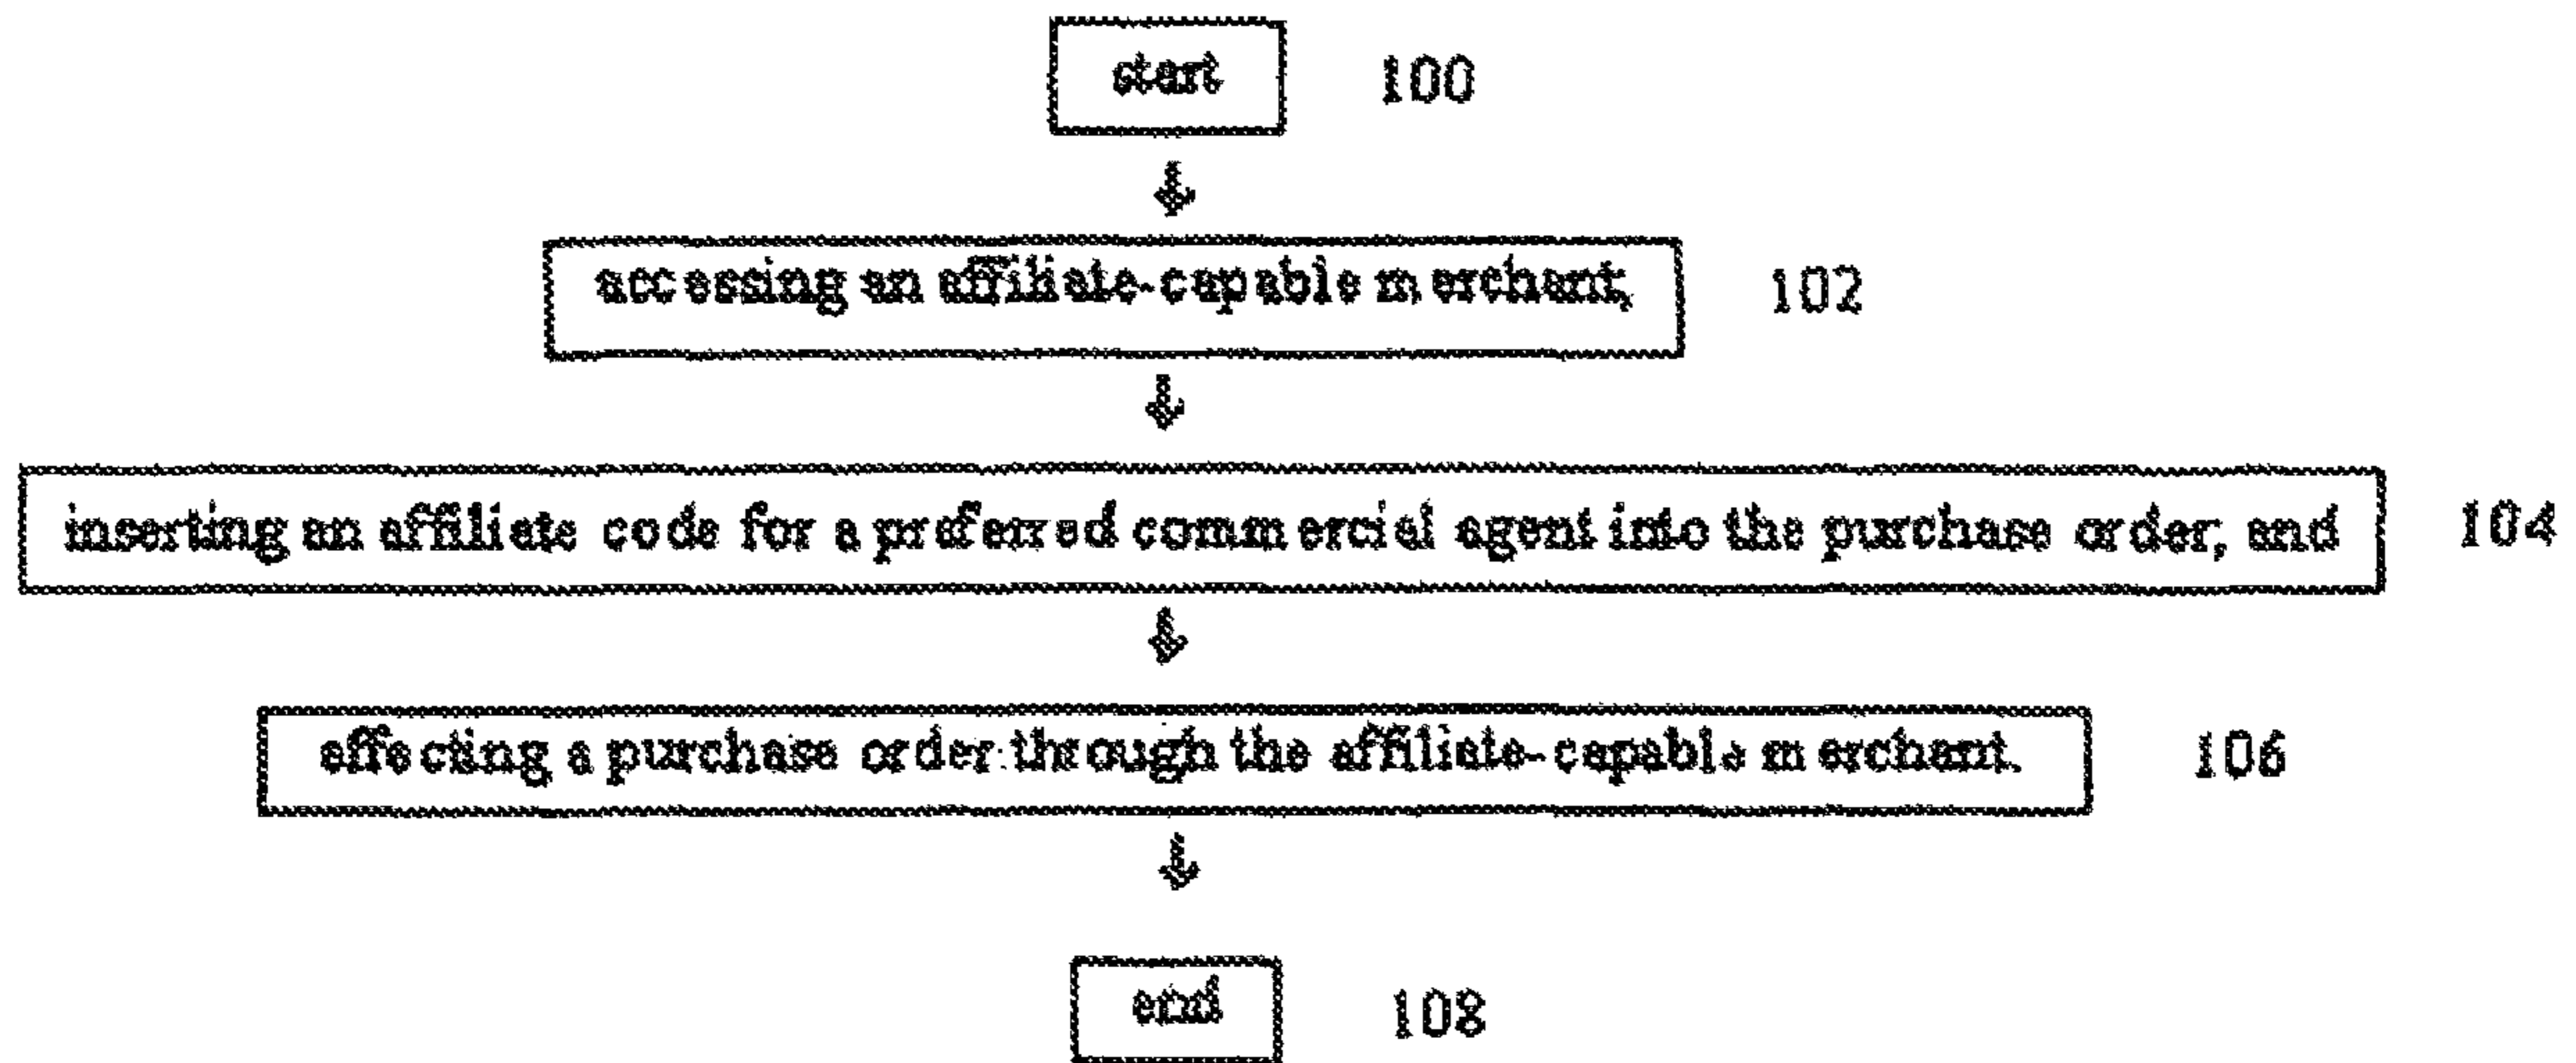 start 100
accessing an affiliate-capable merchant, 102
inserting an affiliate code for a preferred commercial agent into the purchase order, and 104
effecting a purchase order through the affiliate-capable merchant. 106
end 108